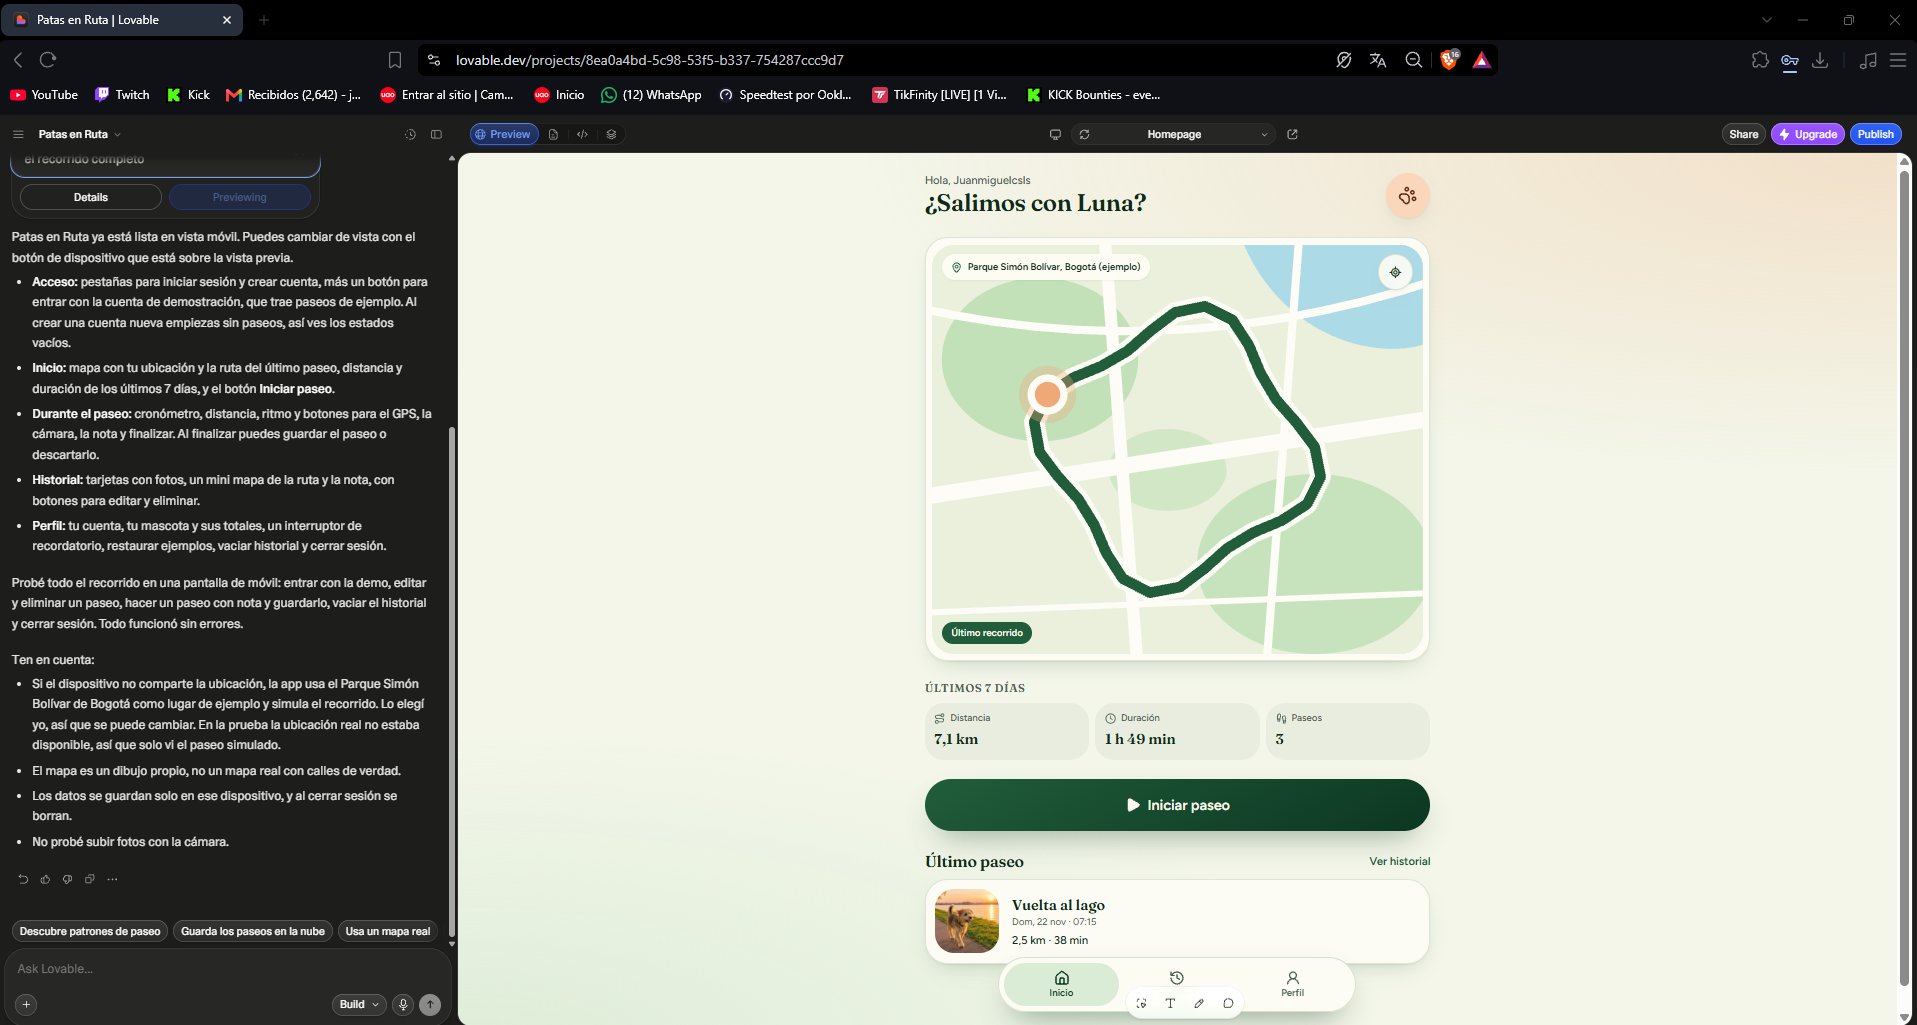 Patas en Ruta | Lovable
lovable.dev/projects/8ea0a4bd-5c98-53f5-b337-754287ccc9d7
16
YouTube
Twitch
Kick
Recibidos (2,642) - j...
Entrar al sitio | Cam...
Inicio
(12) WhatsApp
Speedtest por Ookl...
TikFinity [LIVE] [1 Vi...
KICK Bounties - eve...
Patas en Ruta
Preview
Homepage
Share
Upgrade
Publish
el recorrido completo
Details
Previewing
Patas en Ruta ya está lista en vista móvil. Puedes cambiar de vista con el
botón de dispositivo que está sobre la vista previa.
• Acceso: pestañas para iniciar sesión y crear cuenta, más un botón para
entrar con la cuenta de demostración, que trae paseos de ejemplo. Al
crear una cuenta nueva empiezas sin paseos, así ves los estados
vacíos.
• Inicio: mapa con tu ubicación y la ruta del último paseo, distancia y
duración de los últimos 7 días, y el botón Iniciar paseo.
• Durante el paseo: cronómetro, distancia, ritmo y botones para el GPS, la
cámara, la nota y finalizar. Al finalizar puedes guardar el paseo o
descartarlo.
• Historial: tarjetas con fotos, un mini mapa de la ruta y la nota, con
botones para editar y eliminar.
• Perfil: tu cuenta, tu mascota y sus totales, un interruptor de
recordatorio, restaurar ejemplos, vaciar historial y cerrar sesión.
Probé todo el recorrido en una pantalla de móvil: entrar con la demo, editar
y eliminar un paseo, hacer un paseo con nota y guardarlo, vaciar el historial
y cerrar sesión. Todo funcionó sin errores.
Ten en cuenta:
• Si el dispositivo no comparte la ubicación, la app usa el Parque Simón
Bolívar de Bogotá como lugar de ejemplo y simula el recorrido. Lo elegí
yo, así que se puede cambiar. En la prueba la ubicación real no estaba
disponible, así que solo vi el paseo simulado.
• El mapa es un dibujo propio, no un mapa real con calles de verdad.
• Los datos se guardan solo en ese dispositivo, y al cerrar sesión se
borran.
• No probé subir fotos con la cámara.
Descubre patrones de paseo
Guarda los paseos en la nube
Usa un mapa real
Ask Lovable...
Build
Hola, Juanmiguelcsls
¿Salimos con Luna?
Parque Simón Bolívar, Bogotá (ejemplo)
Último recorrido
ÚLTIMOS 7 DÍAS
Distancia
7,1 km
Duración
1 h 49 min
Paseos
3
Iniciar paseo
Último paseo
Ver historial
Vuelta al lago
Dom, 22 nov · 07:15
2,5 km · 38 min
Inicio
Perfil